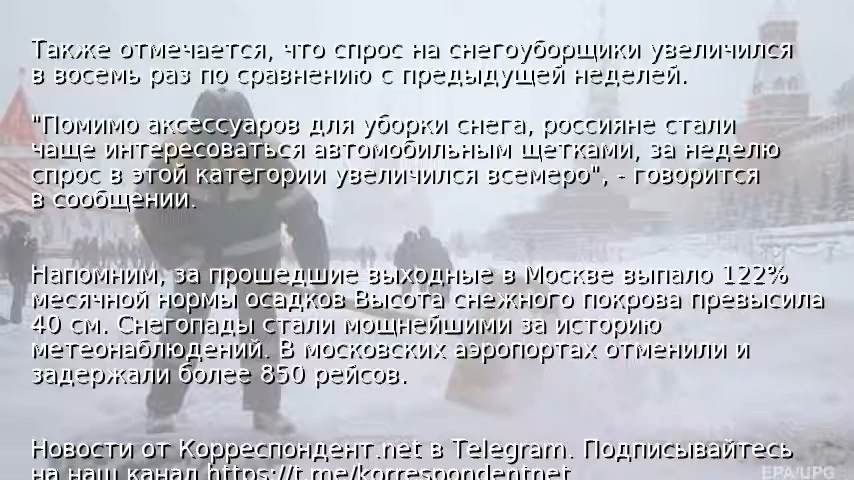 Также отмечается, что спрос на снегоуборщики увеличился
в восемь раз по сравнению с предыдущей неделей.
"Помимо аксессуаров для уборки снега, россияне стали
чаще интересоваться автомобильным щетками, за неделю
спрос в этой категории увеличился всемеро", - говорится
в сообщении.
Напомним, за прошедшие выходные в Москве выпало 122%
месячной нормы осадков Высота снежного покрова превысила
40 см. Снегопады стали мощнейшими за историю
метеонаблюдений. В московских аэропортах отменили и
задержали более 850 рейсов.
Новости от Корреспондент.net в Telegram. Подписывайтесь
на наш канал https://t.me/korrespondentnet
EPA/UPG